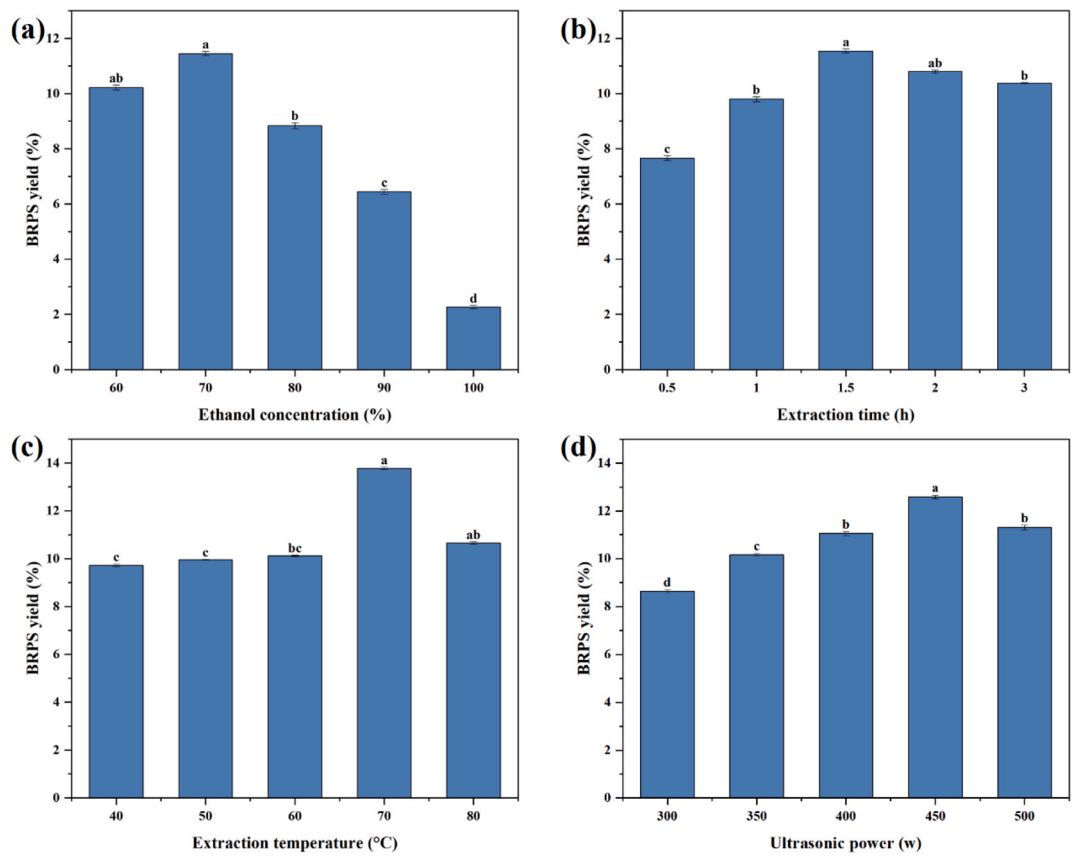 (a)
BRPS yield (%)
12
10
8
6
4
2
0
ab
a
b
c
d
60 70 80 90 100
Ethanol concentration (%)
(b)
BRPS yield (%)
12
10
8
6
4
2
0
c
b
a
ab
b
0.5 1 1.5 2 3
Extraction time (h)
(c)
BRPS yield (%)
14
12
10
8
6
4
2
0
c
c
bc
a
ab
40 50 60 70 80
Extraction temperature (°C)
(d)
BRPS yield (%)
14
12
10
8
6
4
2
0
d
c
b
a
b
300 350 400 450 500
Ultrasonic power (w)